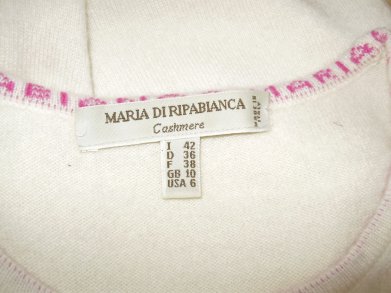 MARIA DI RIPABIANCA
Cashmere
I 42
D 36
F 38
GB 10
USA 6